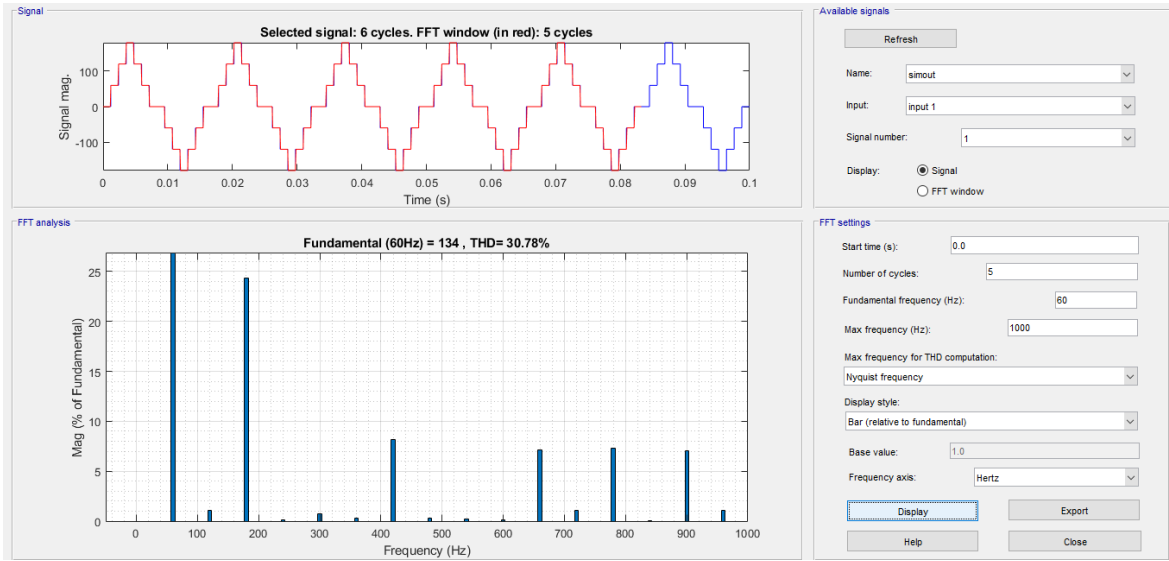 Signal
Selected signal: 6 cycles. FFT window (in red): 5 cycles
Signal mag.
100
0
-100
0
0.01
0.02
0.03
0.04
0.05
0.06
0.07
0.08
0.09
0.1
Time (s)
FFT analysis
Fundamental (60Hz) = 134 , THD= 30.78%
Mag (% of Fundamental)
25
20
15
10
5
0
0
100
200
300
400
500
600
700
800
900
1000
Frequency (Hz)
Available signals
Refresh
Name: simout
Input: input 1
Signal number: 1
Display: Signal
FFT window
FFT settings
Start time (s): 0.0
Number of cycles: 5
Fundamental frequency (Hz): 60
Max frequency (Hz): 1000
Max frequency for THD computation:
Nyquist frequency
Display style:
Bar (relative to fundamental)
Base value: 1.0
Frequency axis: Hertz
Display Export
Help Close